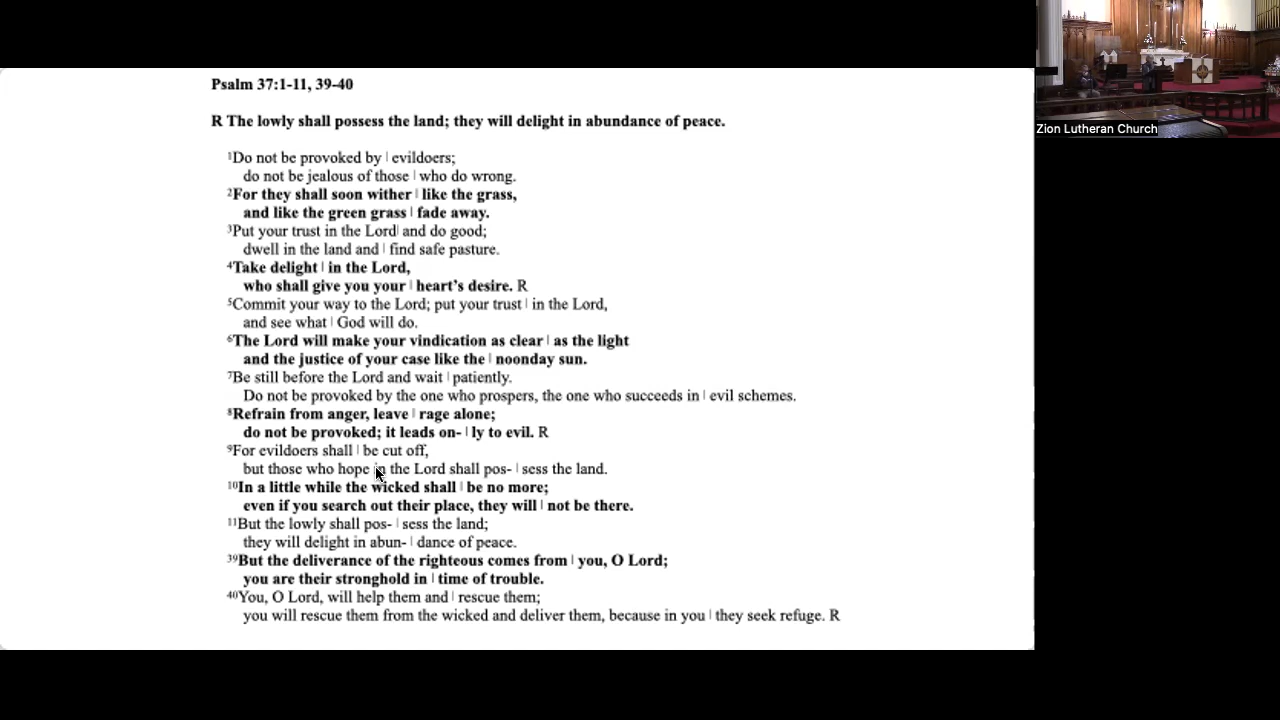 Psalm 37:1-11, 39-40
R The lowly shall possess the land; they will delight in abundance of peace.
1Do not be provoked by | evildoers;
do not be jealous of those | who do wrong.
2For they shall soon wither | like the grass,
and like the green grass | fade away.
3Put your trust in the Lord| and do good;
dwell in the land and | find safe pasture.
4Take delight | in the Lord,
who shall give you your | heart's desire. R
5Commit your way to the Lord; put your trust | in the Lord,
and see what | God will do.
6The Lord will make your vindication as clear | as the light
and the justice of your case like the | noonday sun.
7Be still before the Lord and wait | patiently.
Do not be provoked by the one who prospers, the one who succeeds in | evil schemes.
8Refrain from anger, leave | rage alone;
do not be provoked; it leads on- | ly to evil. R
9For evildoers shall | be cut off,
but those who hope in the Lord shall pos- | sess the land.
10In a little while the wicked shall | be no more;
even if you search out their place, they will | not be there.
11But the lowly shall pos- | sess the land;
they will delight in abun- | dance of peace.
39But the deliverance of the righteous comes from | you, O Lord;
you are their stronghold in | time of trouble.
40You, O Lord, will help them and | rescue them;
you will rescue them from the wicked and deliver them, because in you | they seek refuge. R
Zion Lutheran Church